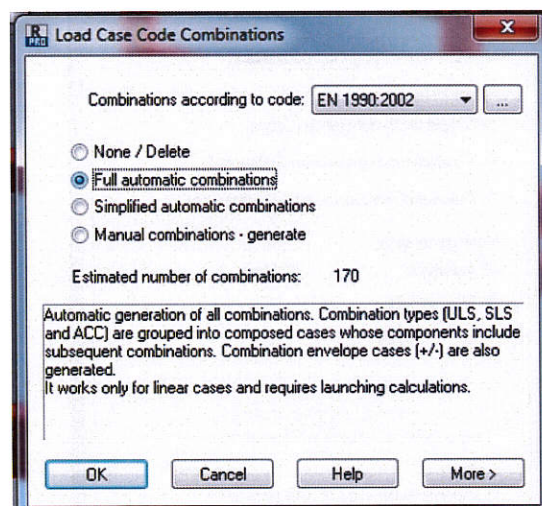 R
PRO
Load Case Code Combinations
X
Combinations according to code: EN 1990:2002 ...
None / Delete
Full automatic combinations
Simplified automatic combinations
Manual combinations - generate
Estimated number of combinations: 170
Automatic generation of all combinations. Combination types (ULS, SLS
and ACC) are grouped into composed cases whose components include
subsequent combinations. Combination envelope cases (+/-) are also
generated.
It works only for linear cases and requires launching calculations.
OK Cancel Help More >